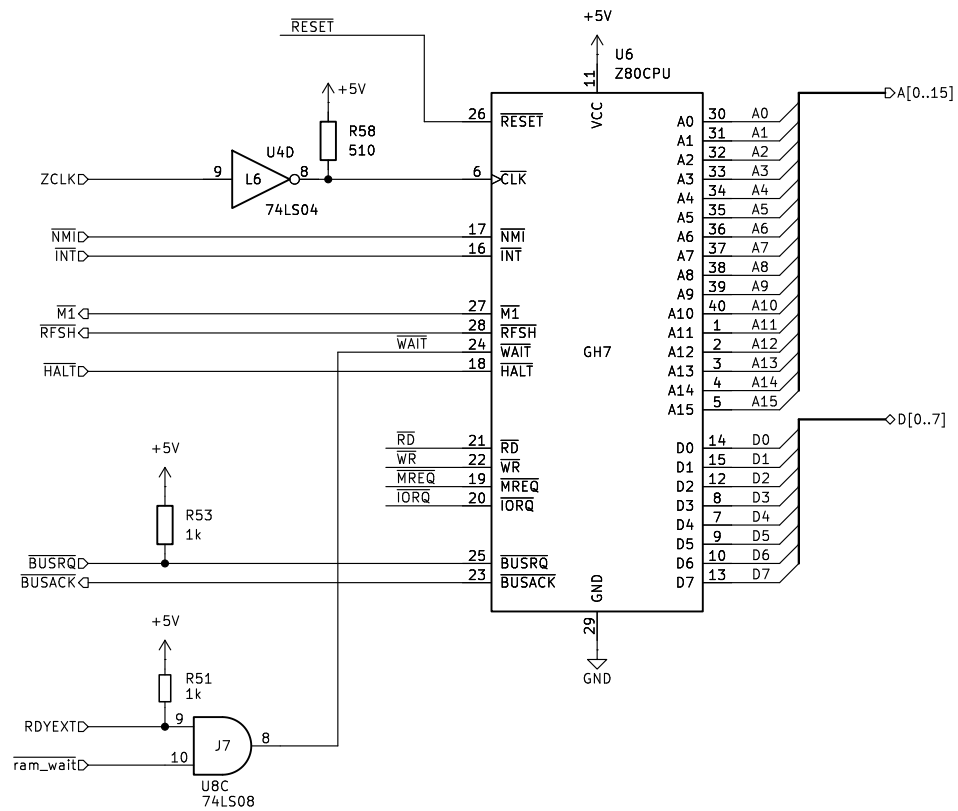 +5V
RESET
U6
Z80CPU
11
VCC
A[0..15]
+5V
R58
510
26 RESET
A0 30 A0
A1 31 A1
A2 32 A2
A3 33 A3
A4 34 A4
A5 35 A5
A6 36 A6
A7 37 A7
A8 38 A8
A9 39 A9
A10 40 A10
A11 1 A11
A12 2 A12
A13 3 A13
A14 4 A14
A15 5 A15
U4D
ZCLK 9 L6 8 6 CLK
74LS04
NMI 17 NMI
INT 16 INT
M1 27 M1
RFSH 28 RFSH
WAIT 24 WAIT
GH7
HALT 18 HALT
D[0..7]
RD 21 RD
WR 22 WR
MREQ 19 MREQ
IORQ 20 IORQ
D0 14 D0
D1 15 D1
D2 12 D2
D3 8 D3
D4 7 D4
D5 9 D5
D6 10 D6
D7 13 D7
+5V
R53
1k
BUSRQ 25 BUSRQ
BUSACK 23 BUSACK
GND
29
GND
+5V
R51
1k
RDYEXT 9
J7 8
ram_wait 10
U8C
74LS08